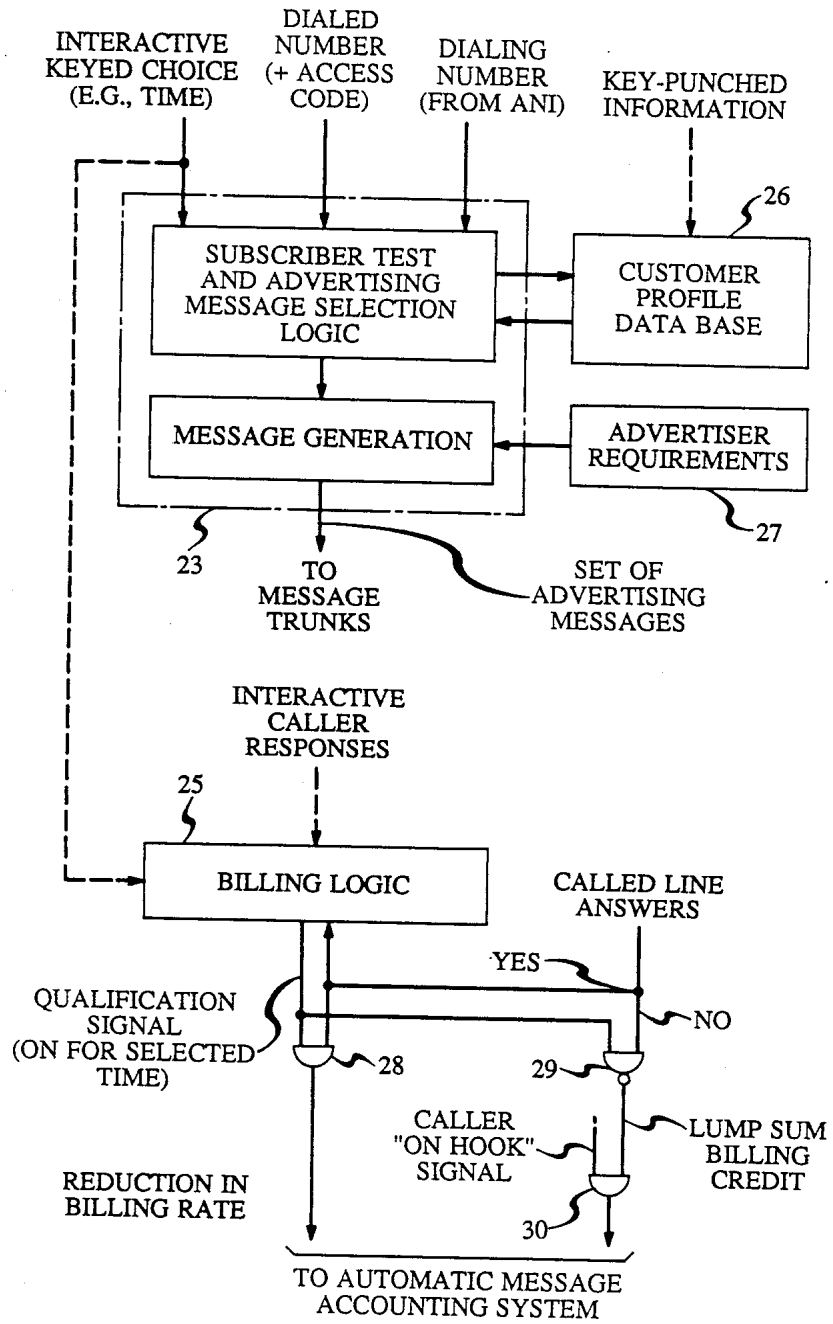 INTERACTIVE
KEYED CHOICE
(E.G., TIME)
DIALED
NUMBER
(+ ACCESS
CODE)
DIALING
NUMBER
(FROM ANI)
KEY-PUNCHED
INFORMATION
26
SUBSCRIBER TEST
AND ADVERTISING
MESSAGE SELECTION
LOGIC
CUSTOMER
PROFILE
DATA BASE
MESSAGE GENERATION
ADVERTISER
REQUIREMENTS
23
27
TO
MESSAGE
TRUNKS
SET OF
ADVERTISING
MESSAGES
INTERACTIVE
CALLER
RESPONSES
25
BILLING LOGIC
CALLED LINE
ANSWERS
YES
NO
QUALIFICATION
SIGNAL
(ON FOR SELECTED
TIME)
28
29
CALLER
"ON HOOK"
SIGNAL
LUMP SUM
BILLING
CREDIT
REDUCTION IN
BILLING RATE
30
TO AUTOMATIC MESSAGE
ACCOUNTING SYSTEM